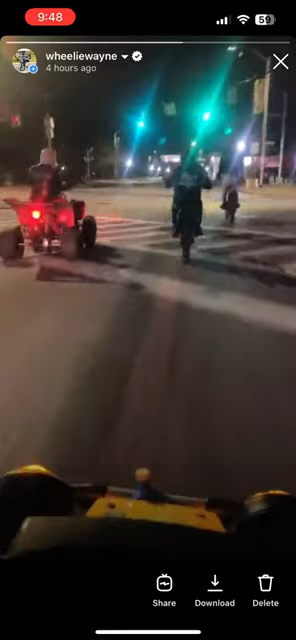 9:48
59
wheeliewayne
4 hours ago
Share
Download
Delete